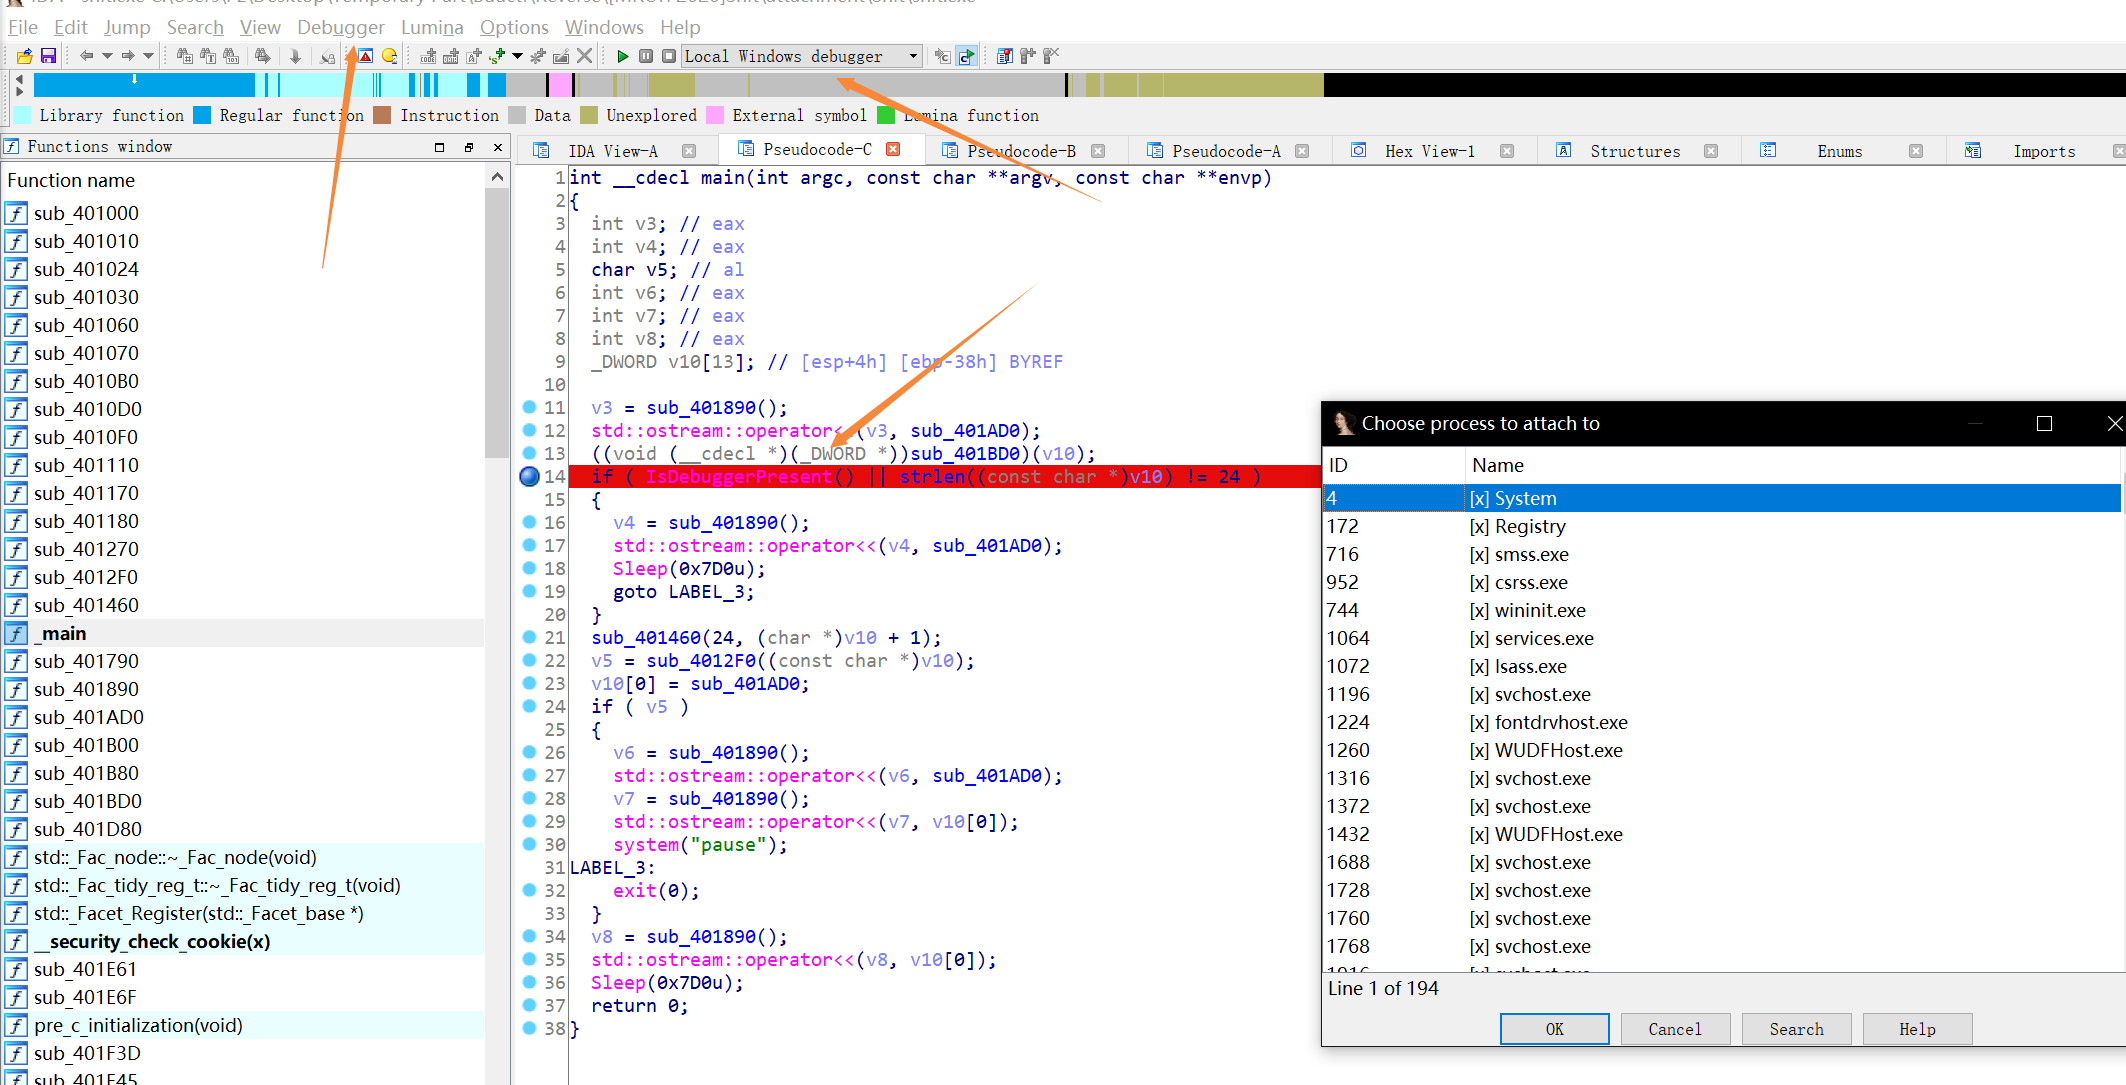 File Edit Jump Search View Debugger Lumina Options Windows Help
Local Windows debugger
Library function Regular function Instruction Data Unexplored External symbol Lumina function
Functions window
IDA View-A Pseudocode-C Pseudocode-B Pseudocode-A Hex View-1 Structures Enums Imports
Function name
sub_401000
sub_401010
sub_401024
sub_401030
sub_401060
sub_401070
sub_4010B0
sub_4010D0
sub_4010F0
sub_401110
sub_401170
sub_401180
sub_401270
sub_4012F0
sub_401460
_main
sub_401790
sub_401890
sub_401AD0
sub_401B00
sub_401B80
sub_401BD0
sub_401D80
std::_Fac_node::~_Fac_node(void)
std::_Fac_tidy_reg_t::~_Fac_tidy_reg_t(void)
std::_Facet_Register(std::_Facet_base *)
__security_check_cookie(x)
sub_401E61
sub_401E6F
pre_c_initialization(void)
sub_401F3D
sub_401F45
1 int __cdecl main(int argc, const char **argv, const char **envp)
2 {
3 int v3; // eax
4 int v4; // eax
5 char v5; // al
6 int v6; // eax
7 int v7; // eax
8 int v8; // eax
9 _DWORD v10[13]; // [esp+4h] [ebp-38h] BYREF
10
11 v3 = sub_401890();
12 std::ostream::operator<<(v3, sub_401AD0);
13 ((void (__cdecl *)(_DWORD *))sub_401BD0)(v10);
14 if ( IsDebuggerPresent() || strlen((const char *)v10) != 24 )
15 {
16 v4 = sub_401890();
17 std::ostream::operator<<(v4, sub_401AD0);
18 Sleep(0x7D0u);
19 goto LABEL_3;
20 }
21 sub_401460(24, (char *)v10 + 1);
22 v5 = sub_4012F0((const char *)v10);
23 v10[0] = sub_401AD0;
24 if ( v5 )
25 {
26 v6 = sub_401890();
27 std::ostream::operator<<(v6, sub_401AD0);
28 v7 = sub_401890();
29 std::ostream::operator<<(v7, v10[0]);
30 system("pause");
31 LABEL_3:
32 exit(0);
33 }
34 v8 = sub_401890();
35 std::ostream::operator<<(v8, v10[0]);
36 Sleep(0x7D0u);
37 return 0;
38 }
Choose process to attach to
ID Name
4 [x] System
172 [x] Registry
716 [x] smss.exe
952 [x] csrss.exe
744 [x] wininit.exe
1064 [x] services.exe
1072 [x] lsass.exe
1196 [x] svchost.exe
1224 [x] fontdrvhost.exe
1260 [x] WUDFHost.exe
1316 [x] svchost.exe
1372 [x] svchost.exe
1432 [x] WUDFHost.exe
1688 [x] svchost.exe
1728 [x] svchost.exe
1760 [x] svchost.exe
1768 [x] svchost.exe
Line 1 of 194
OK Cancel Search Help